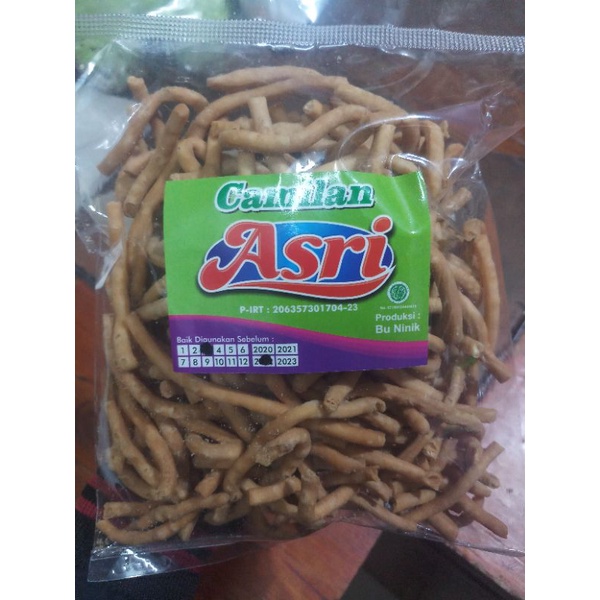 Camilan
Asri
P-IRT : 206357301704-23
Produksi :
Bu Ninik
Baik Digunakan Sebelum :
1 2 4 5 6 2020 2021
7 8 9 10 11 12 2023